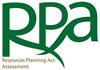 RPA
Resources Planning Act
Assessment